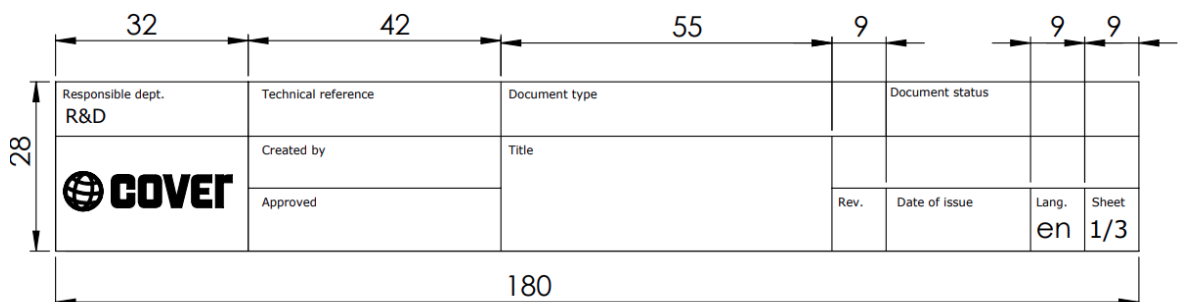 32 42 55 9 9 9
Responsible dept. Technical reference Document type Document status
R&D
28
Created by Title
COVER
Approved Rev. Date of issue Lang. Sheet
en 1/3
180